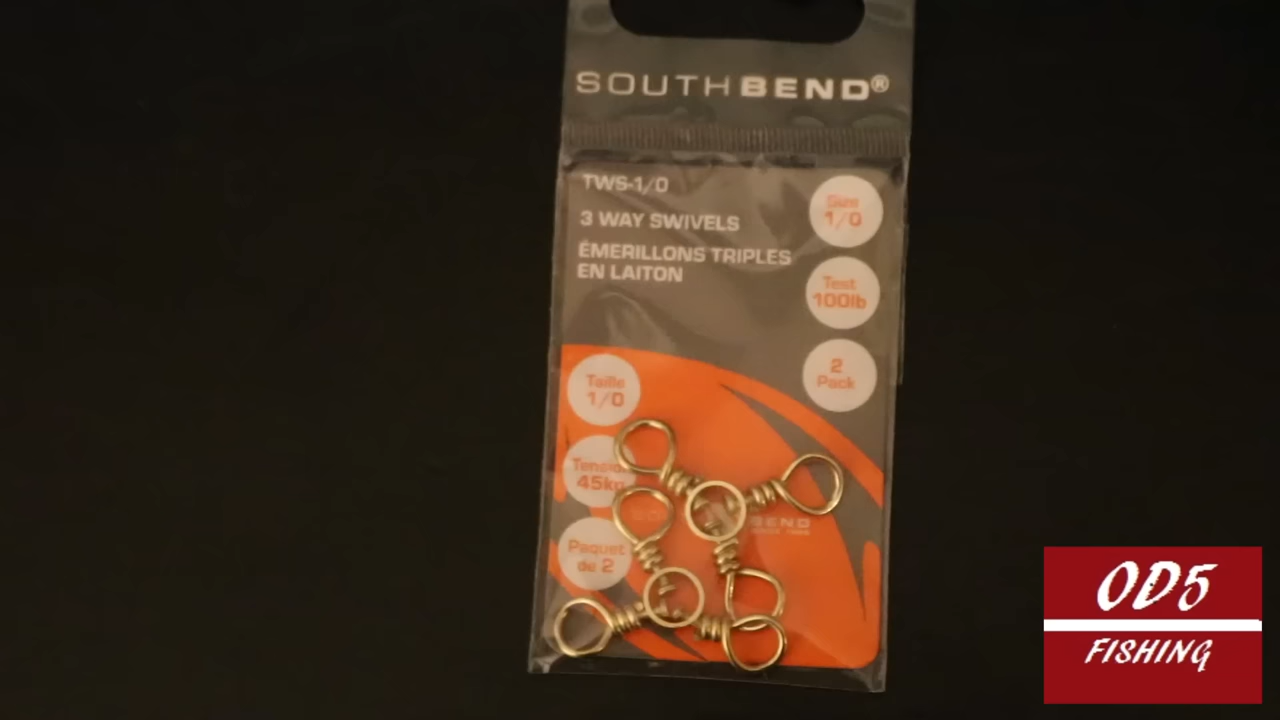 SOUTHBEND®
TWS-1/0
3 WAY SWIVELS
ÉMERILLONS TRIPLES
EN LAITON
Size
1/0
Test
100lb
2
Pack
Taille
1/0
Tension
45kg
Paquet
de 2
BEND
OD5
FISHING